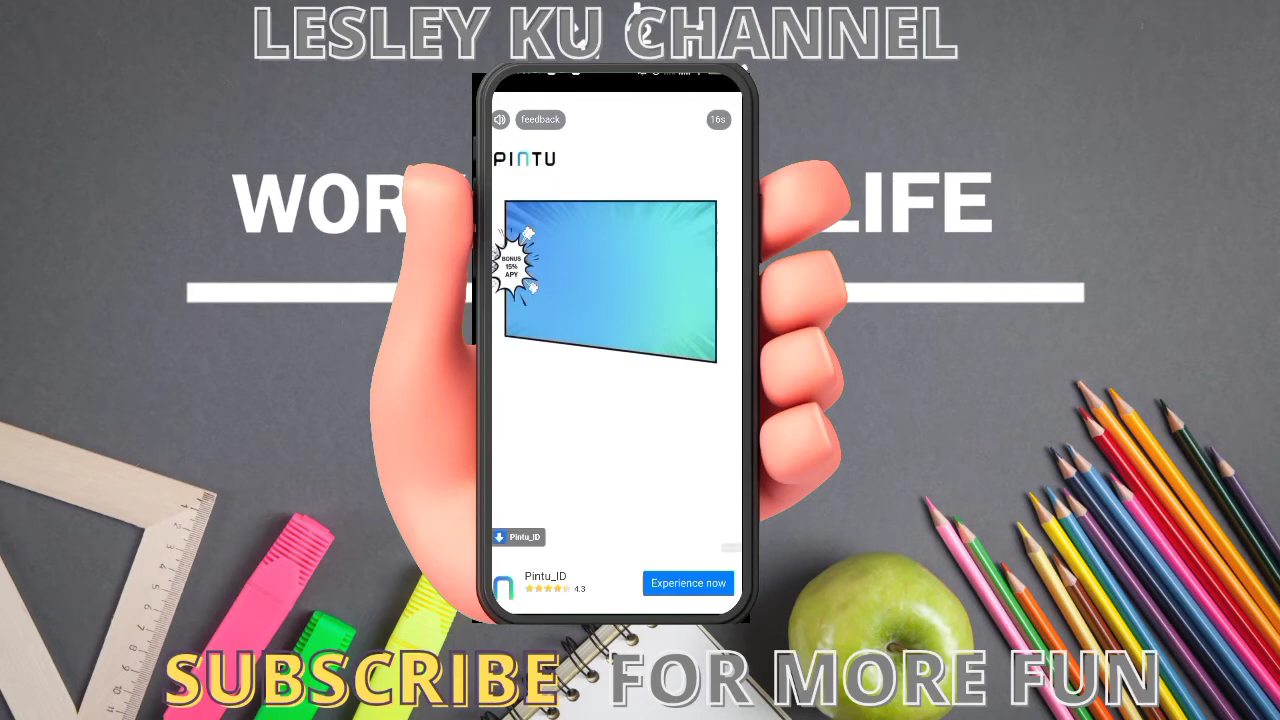 LESLEY KU CHANNEL
feedback
16s
PINTU
WOR
LIFE
BONUS
15%
APY
Pintu_ID
Pintu_ID
4.3
Experience now
SUBSCRIBE FOR MORE FUN